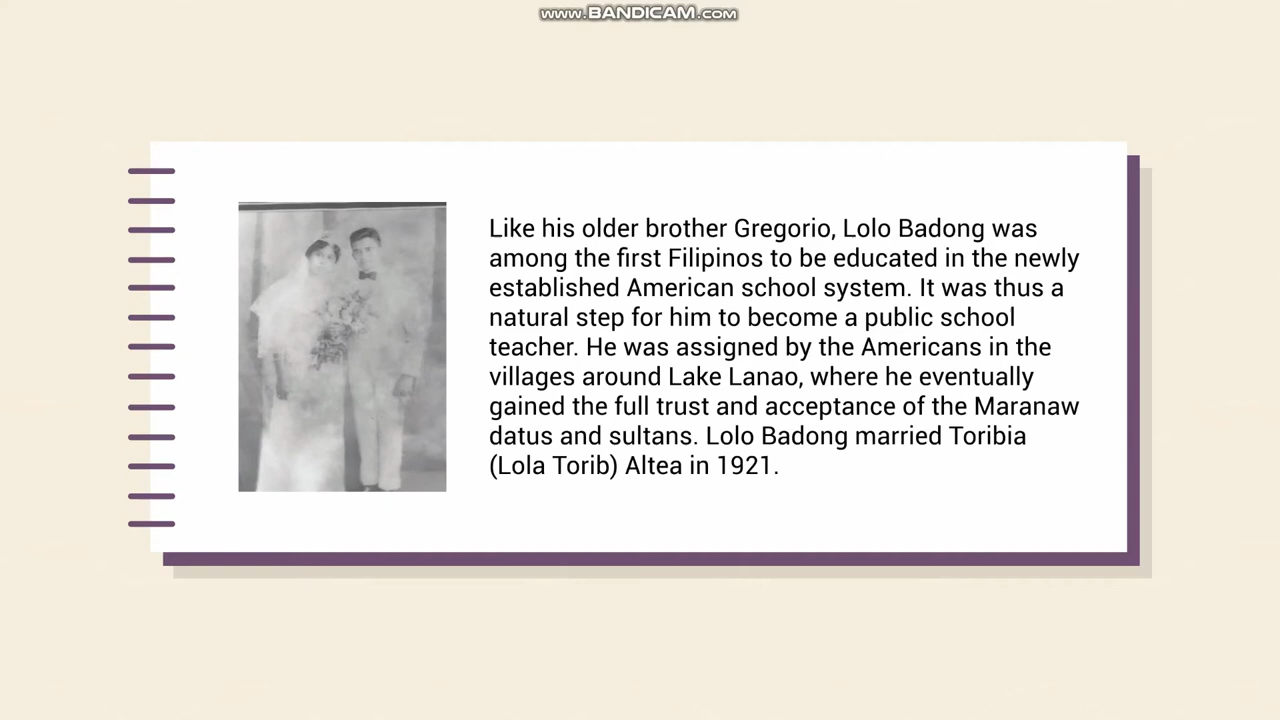 www.BANDICAM.com
Like his older brother Gregorio, Lolo Badong was
among the first Filipinos to be educated in the newly
established American school system. It was thus a
natural step for him to become a public school
teacher. He was assigned by the Americans in the
villages around Lake Lanao, where he eventually
gained the full trust and acceptance of the Maranaw
datus and sultans. Lolo Badong married Toribia
(Lola Torib) Altea in 1921.